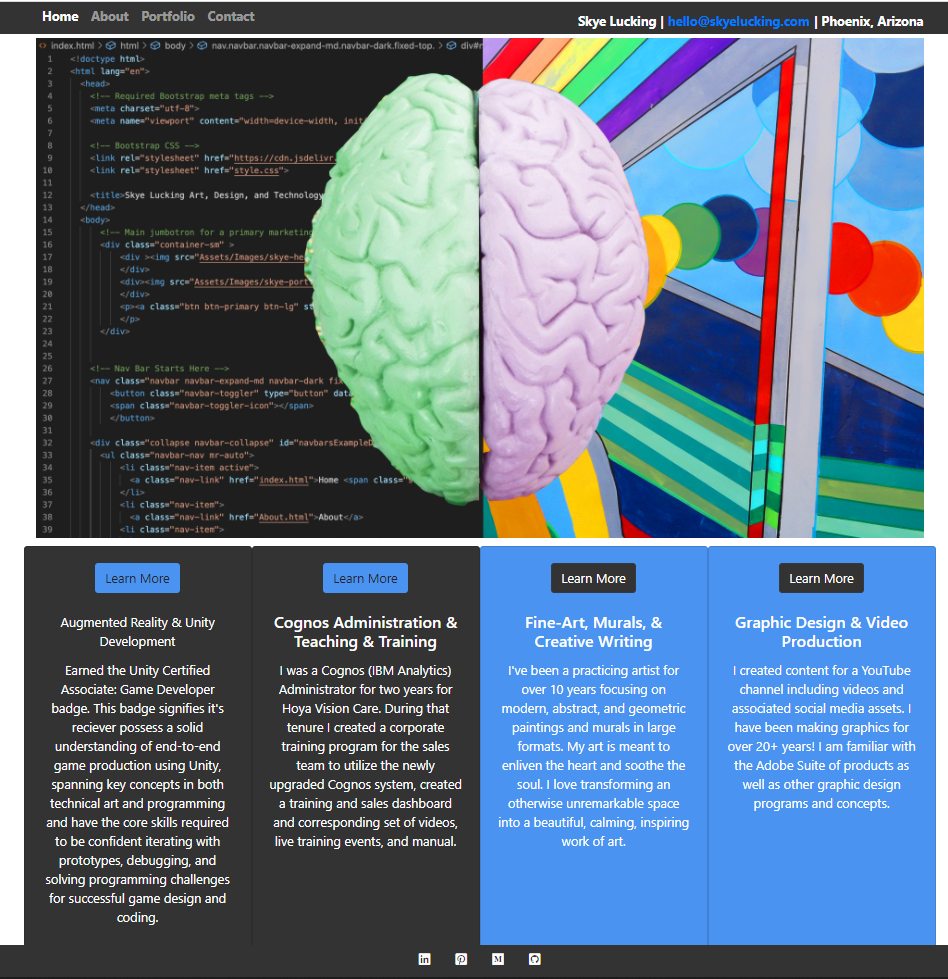 Home About Portfolio Contact
Skye Lucking | hello@skyelucking.com | Phoenix, Arizona
index.html > html > body > nav.navbar.navbar-expand-md.navbar-dark.fixed-top. > div#n
1 <!doctype html>
2 <html lang="en">
3 <head>
4 <!-- Required Bootstrap meta tags -->
5 <meta charset="utf-8">
6 <meta name="viewport" content="width=device-width, init
7
8 <!-- Bootstrap CSS -->
9 <link rel="stylesheet" href="https://cdn.jsdelivr.
10 <link rel="stylesheet" href="style.css">
11
12 <title>Skye Lucking Art, Design, and Technology
13 </head>
14 <body>
15 <!-- Main jumbotron for a primary marketing
16 <div class="container-sm" >
17 <div ><img src="Assets/Images/skye-he
18 </div>
19 <div><img src="Assets/Images/skye-port
20 </div>
21 <p><a class="btn btn-primary btn-lg" st
22 </p>
23 </div>
24
25
26 <!-- Nav Bar Starts Here -->
27 <nav class="navbar navbar-expand-md navbar-dark fix
28 <button class="navbar-toggler" type="button" data
29 <span class="navbar-toggler-icon"></span>
30 </button>
31
32 <div class="collapse navbar-collapse" id="navbarsExampleD
33 <ul class="navbar-nav mr-auto">
34 <li class="nav-item active">
35 <a class="nav-link" href="index.html">Home <span class="
36 </li>
37 <li class="nav-item">
38 <a class="nav-link" href="About.html">About</a>
39 <li class="nav-item">
Learn More
Augmented Reality & Unity
Development
Earned the Unity Certified
Associate: Game Developer
badge. This badge signifies it's
reciever possess a solid
understanding of end-to-end
game production using Unity,
spanning key concepts in both
technical art and programming
and have the core skills required
to be confident iterating with
prototypes, debugging, and
solving programming challenges
for successful game design and
coding.
Learn More
Cognos Administration &
Teaching & Training
I was a Cognos (IBM Analytics)
Administrator for two years for
Hoya Vision Care. During that
tenure I created a corporate
training program for the sales
team to utilize the newly
upgraded Cognos system, created
a training and sales dashboard
and corresponding set of videos,
live training events, and manual.
Learn More
Fine-Art, Murals, &
Creative Writing
I've been a practicing artist for
over 10 years focusing on
modern, abstract, and geometric
paintings and murals in large
formats. My art is meant to
enliven the heart and soothe the
soul. I love transforming an
otherwise unremarkable space
into a beautiful, calming, inspiring
work of art.
Learn More
Graphic Design & Video
Production
I created content for a YouTube
channel including videos and
associated social media assets. I
have been making graphics for
over 20+ years! I am familiar with
the Adobe Suite of products as
well as other graphic design
programs and concepts.